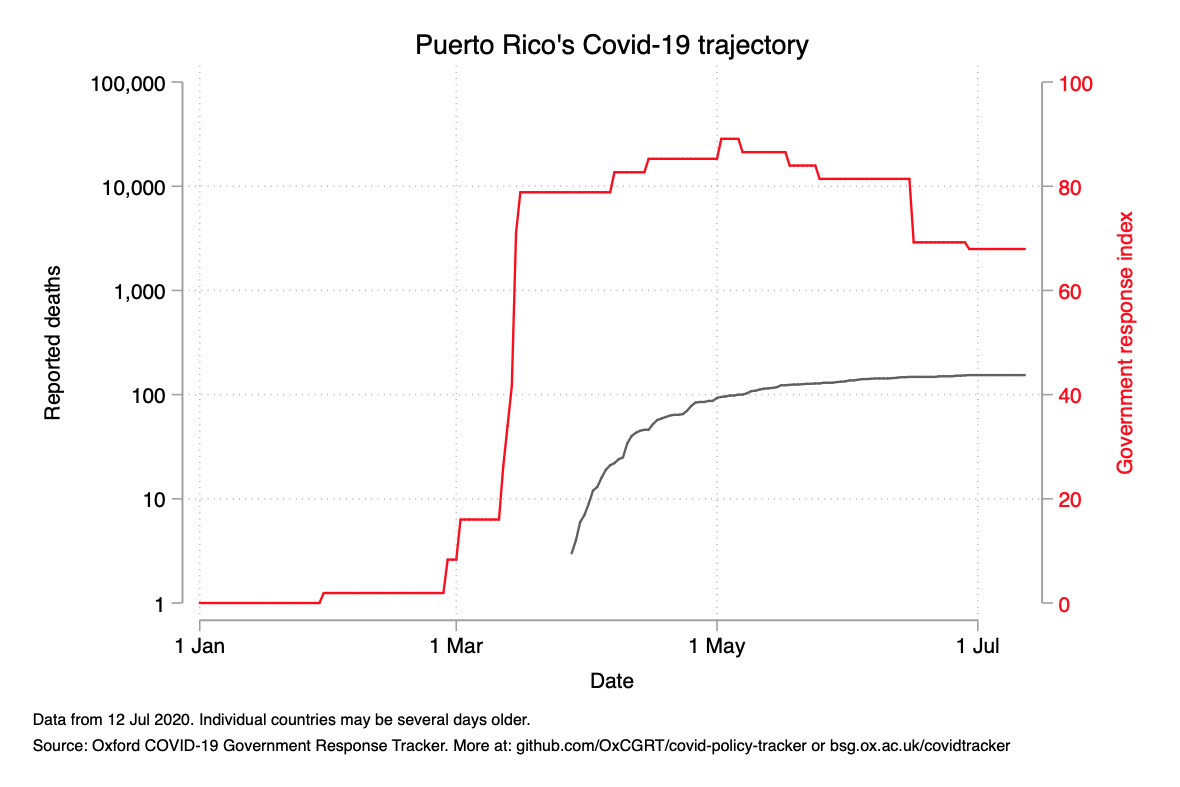 Puerto Rico's Covid-19 trajectory
100,000
10,000
1,000
100
10
1
Reported deaths
100
80
60
40
20
0
Government response index
1 Jan
1 Mar
1 May
1 Jul
Date
Data from 12 Jul 2020. Individual countries may be several days older.
Source: Oxford COVID-19 Government Response Tracker. More at: github.com/OxCGRT/covid-policy-tracker or bsg.ox.ac.uk/covidtracker